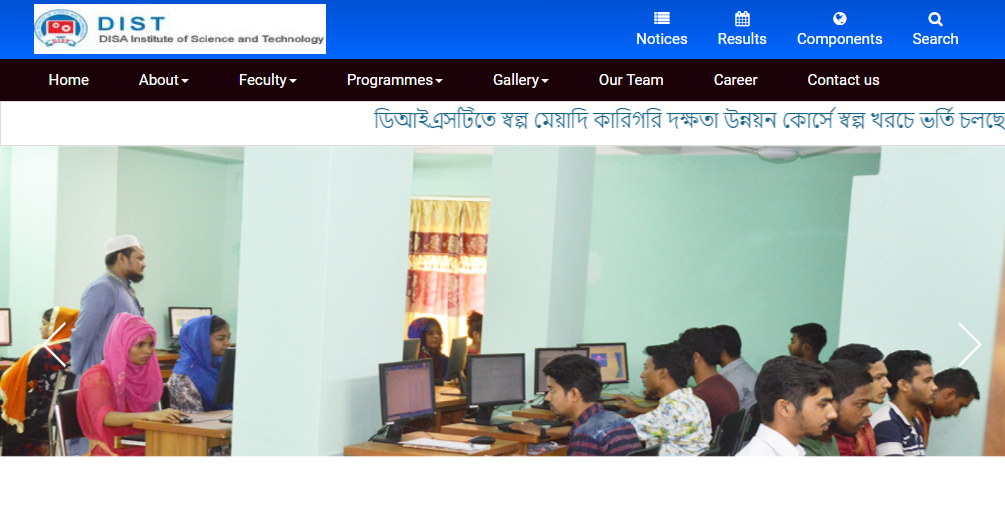 DIST
DISA Institute of Science and Technology
Notices Results Components Search
Home About Feculty Programmes Gallery Our Team Career Contact us
ডিআইএসটিতে স্বল্প মেয়াদি কারিগরি দক্ষতা উন্নয়ন কোর্সে স্বল্প খরচে ভর্তি চলছে